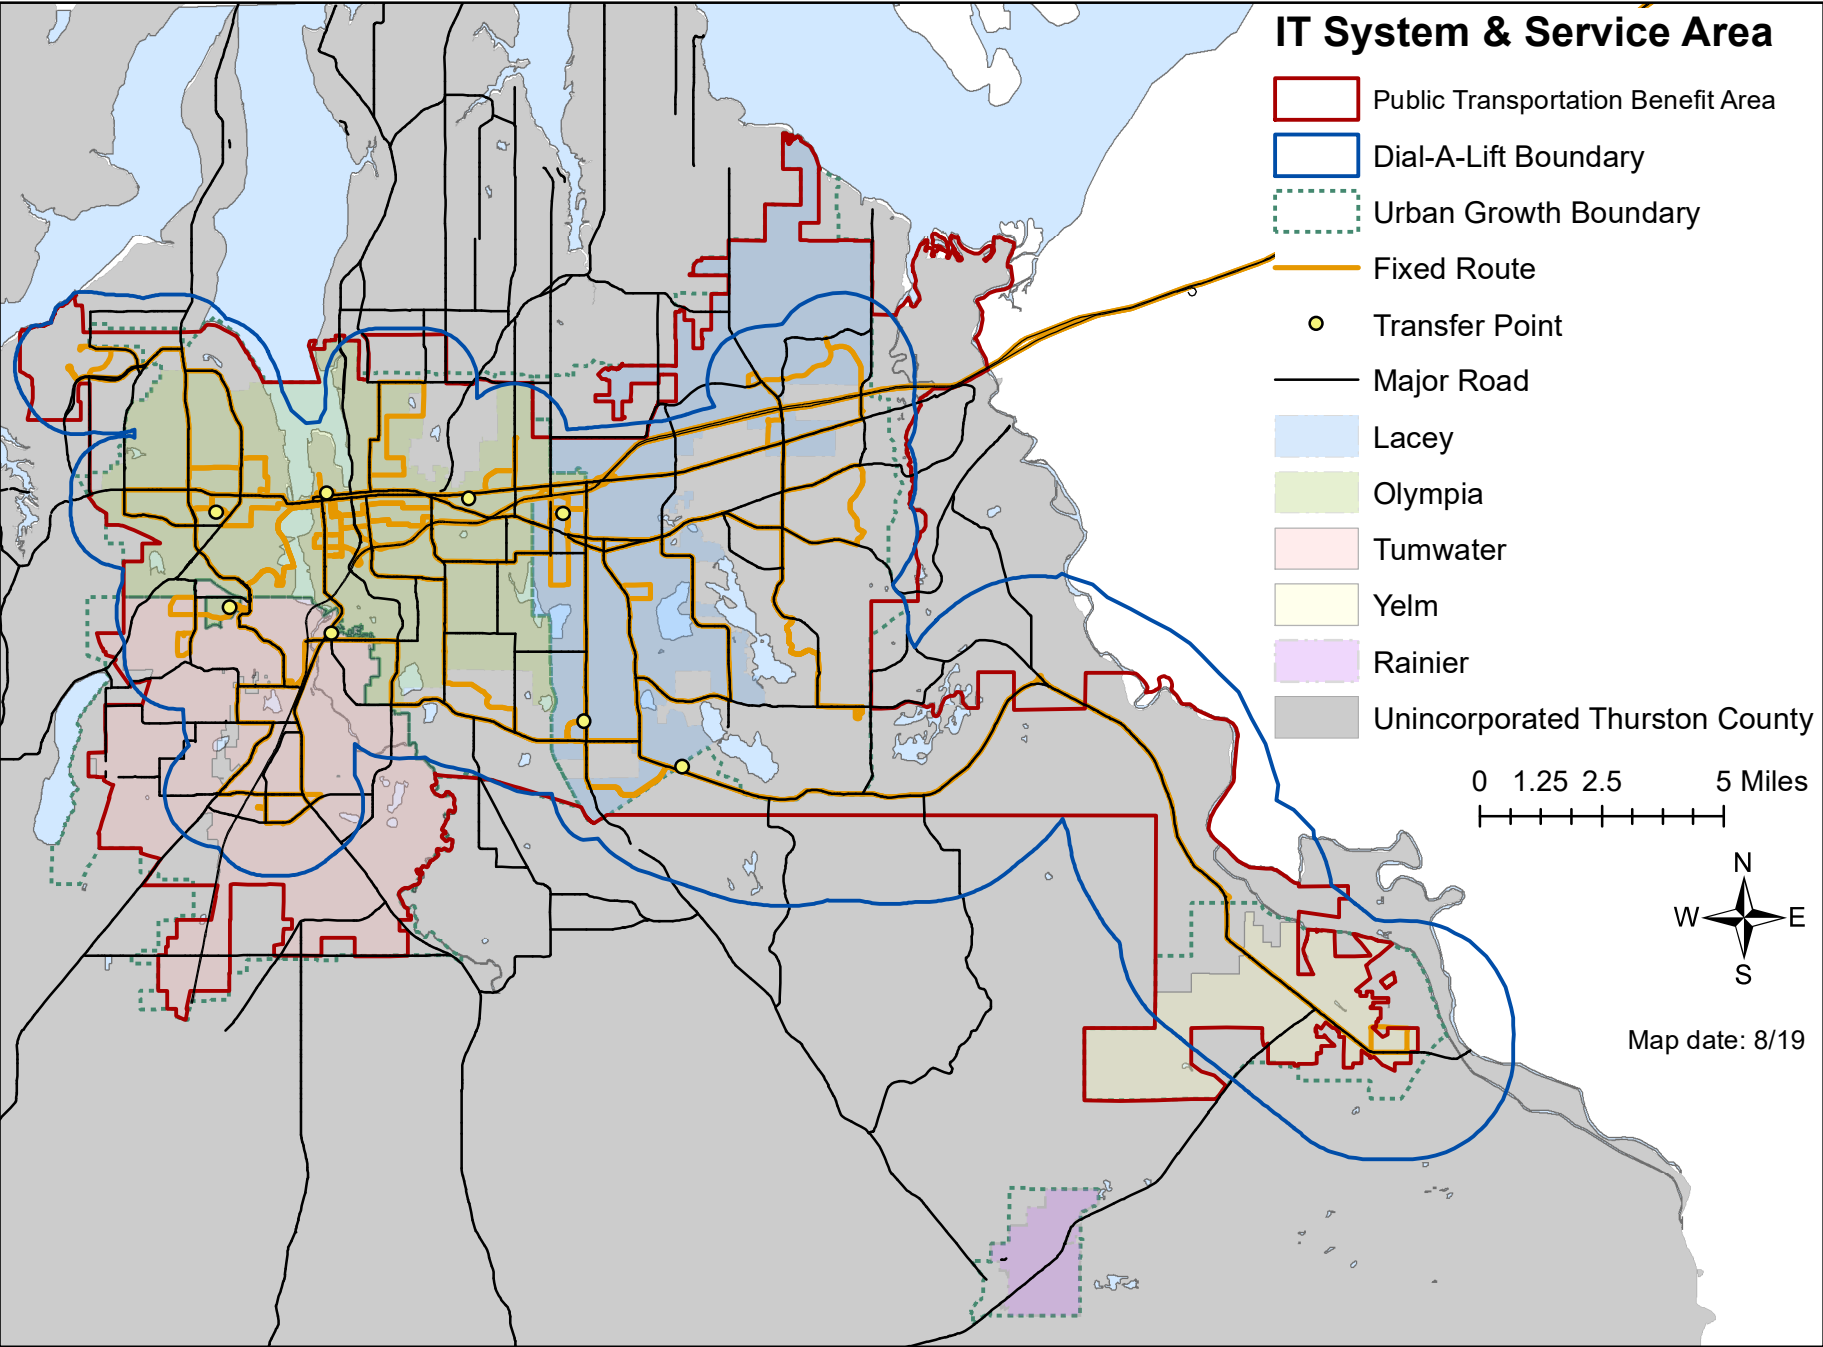 IT System & Service Area
Public Transportation Benefit Area
Dial-A-Lift Boundary
Urban Growth Boundary
Fixed Route
Transfer Point
Major Road
Lacey
Olympia
Tumwater
Yelm
Rainier
Unincorporated Thurston County
0 1.25 2.5 5 Miles
N
W E
S
Map date: 8/19